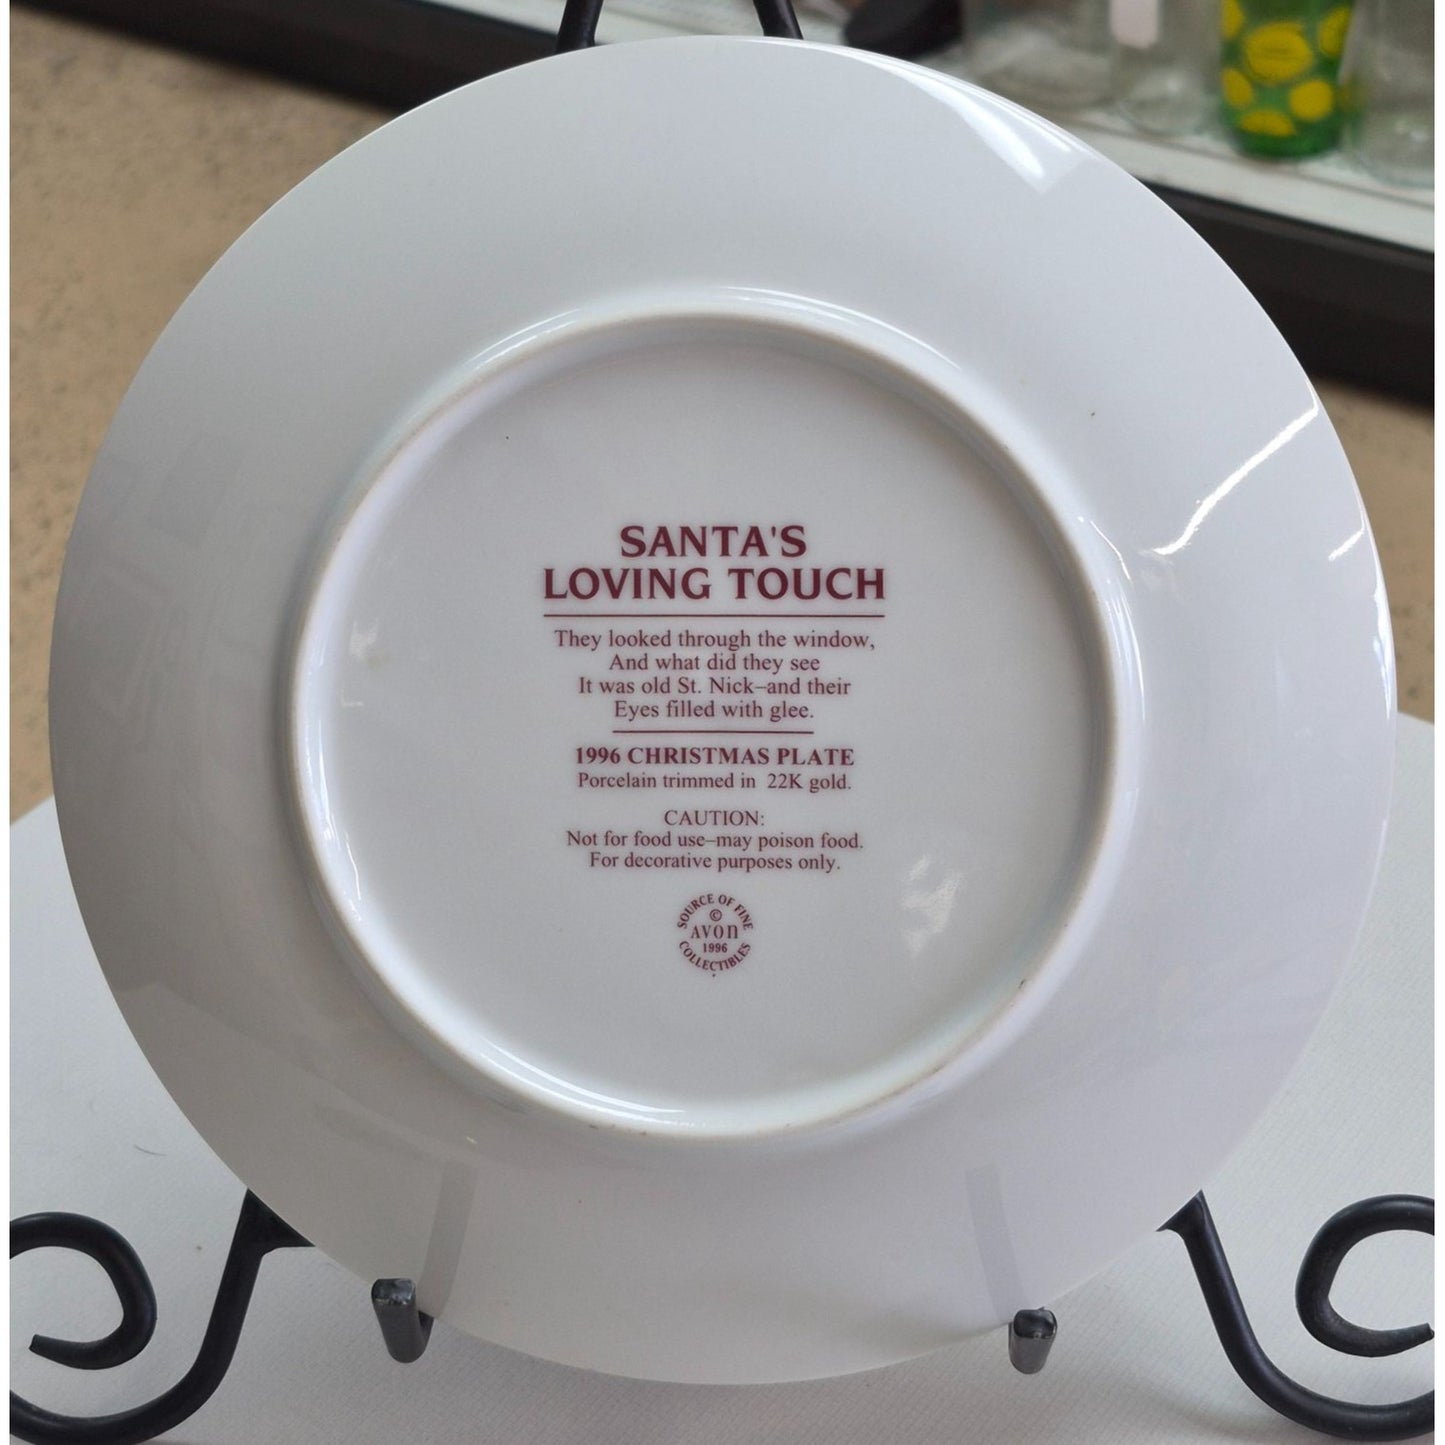 SANTA'S
LOVING TOUCH
They looked through the window,
And what did they see
It was old St. Nick–and their
Eyes filled with glee.
1996 CHRISTMAS PLATE
Porcelain trimmed in 22K gold.
CAUTION:
Not for food use–may poison food.
For decorative purposes only.
SOURCE OF FINE
©
AVON
1996
COLLECTIBLES